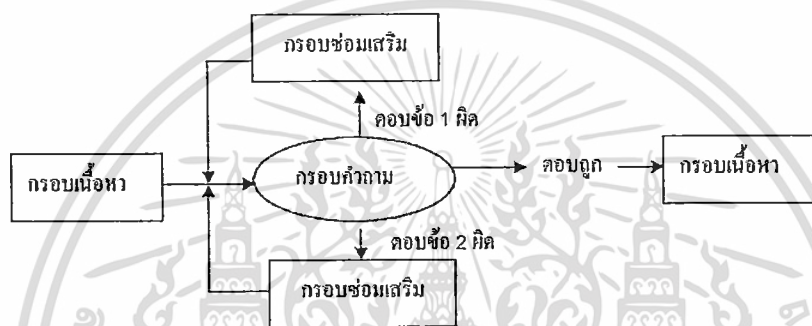 กรอบซ่อมเสริม
ตอบข้อ 1 ผิด
กรอบเนื้อหา
กรอบคำถาม
ตอบถูก
กรอบเนื้อหา
ตอบข้อ 2 ผิด
กรอบซ่อมเสริม